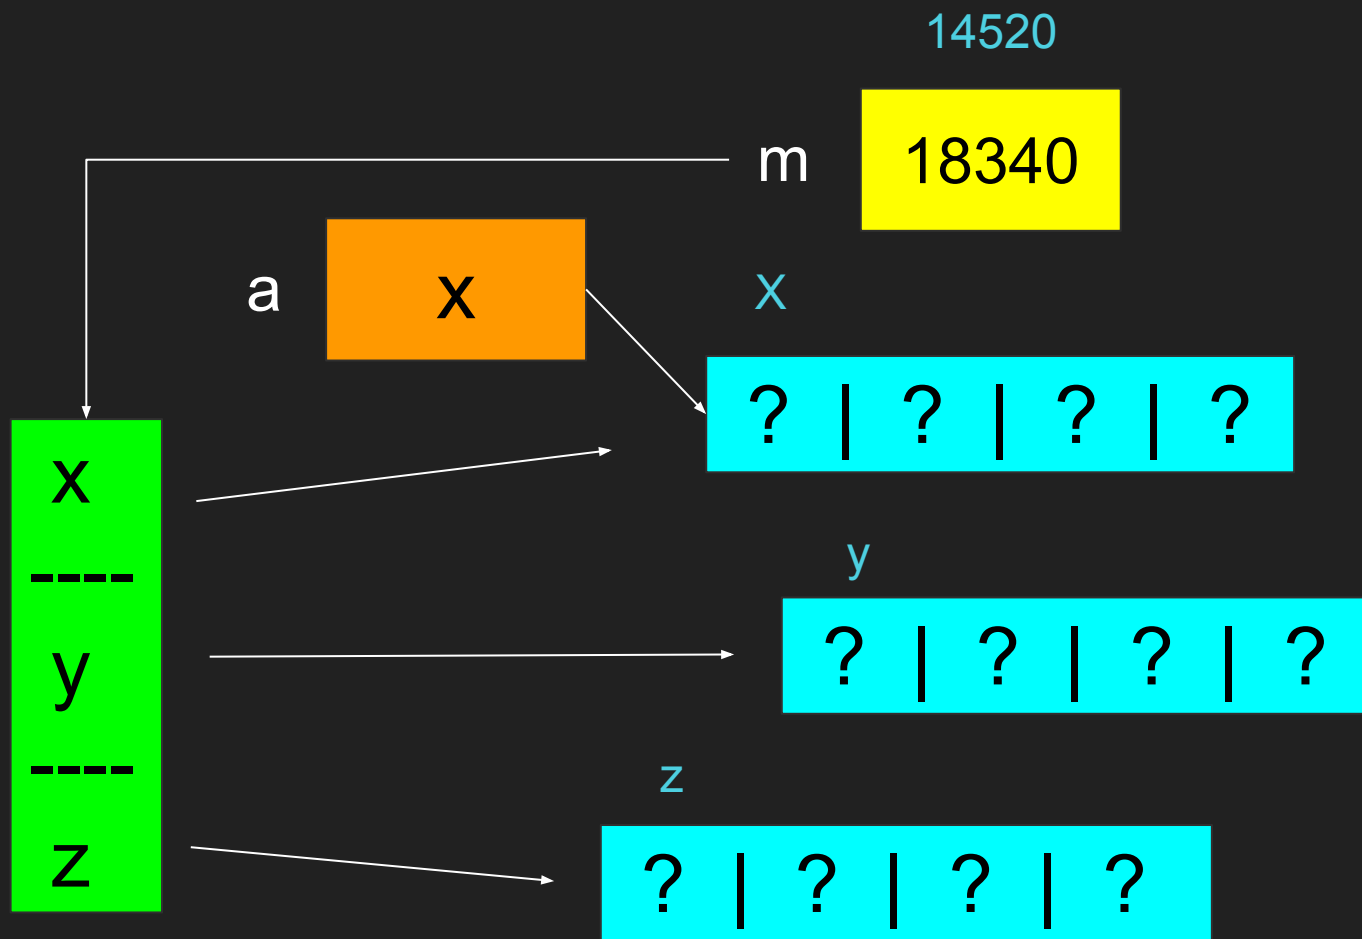 14520
m 18340
a x
X
? | ? | ? | ?
x
----
y
? | ? | ? | ?
y
----
z
? | ? | ? | ?
z